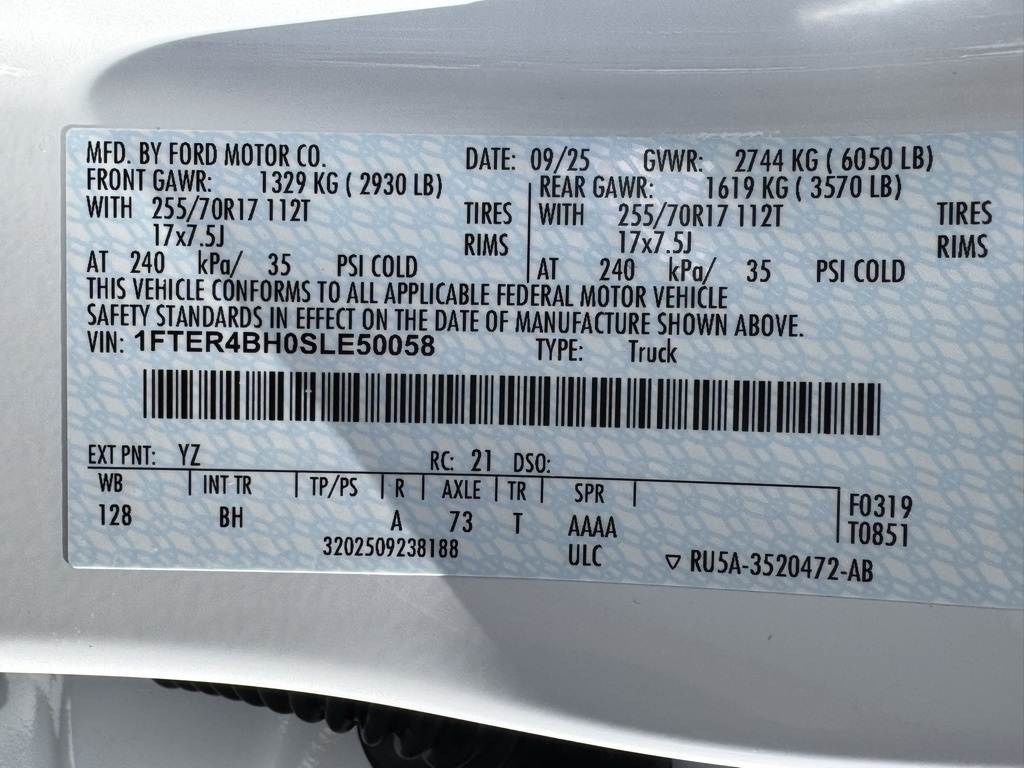 MFD. BY FORD MOTOR CO. DATE: 09/25 GVWR: 2744 KG ( 6050 LB)
FRONT GAWR: 1329 KG ( 2930 LB) REAR GAWR: 1619 KG ( 3570 LB)
WITH 255/70R17 112T TIRES WITH 255/70R17 112T TIRES
17x7.5J RIMS 17x7.5J RIMS
AT 240 kPa/ 35 PSI COLD AT 240 kPa/ 35 PSI COLD
THIS VEHICLE CONFORMS TO ALL APPLICABLE FEDERAL MOTOR VEHICLE
SAFETY STANDARDS IN EFFECT ON THE DATE OF MANUFACTURE SHOWN ABOVE.
VIN: 1FTER4BH0SLE50058 TYPE: Truck
EXT PNT: YZ RC: 21 DSO:
WB INT TR TP/PS R AXLE TR SPR F0319
128 BH A 73 T AAAA T0851
3202509238188 ULC ▽ RU5A-3520472-AB